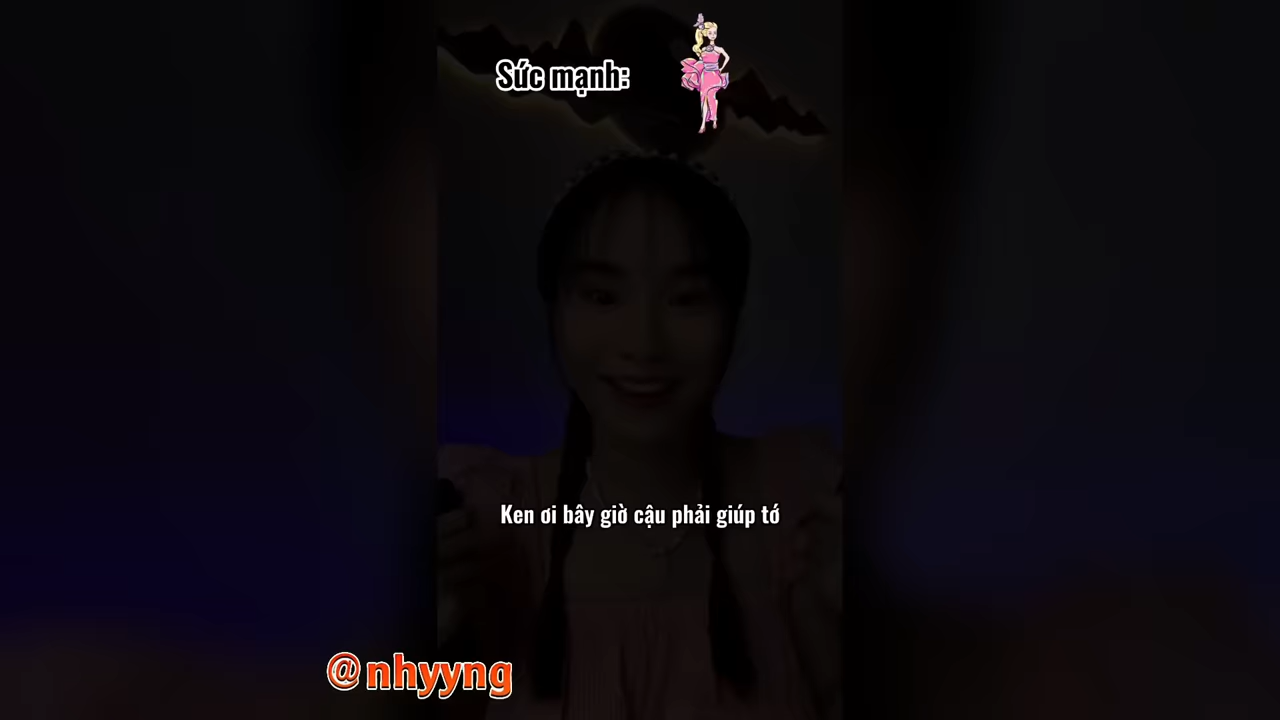 Sức mạnh:
Ken ơi bây giờ cậu phải giúp tớ
@nhyyng